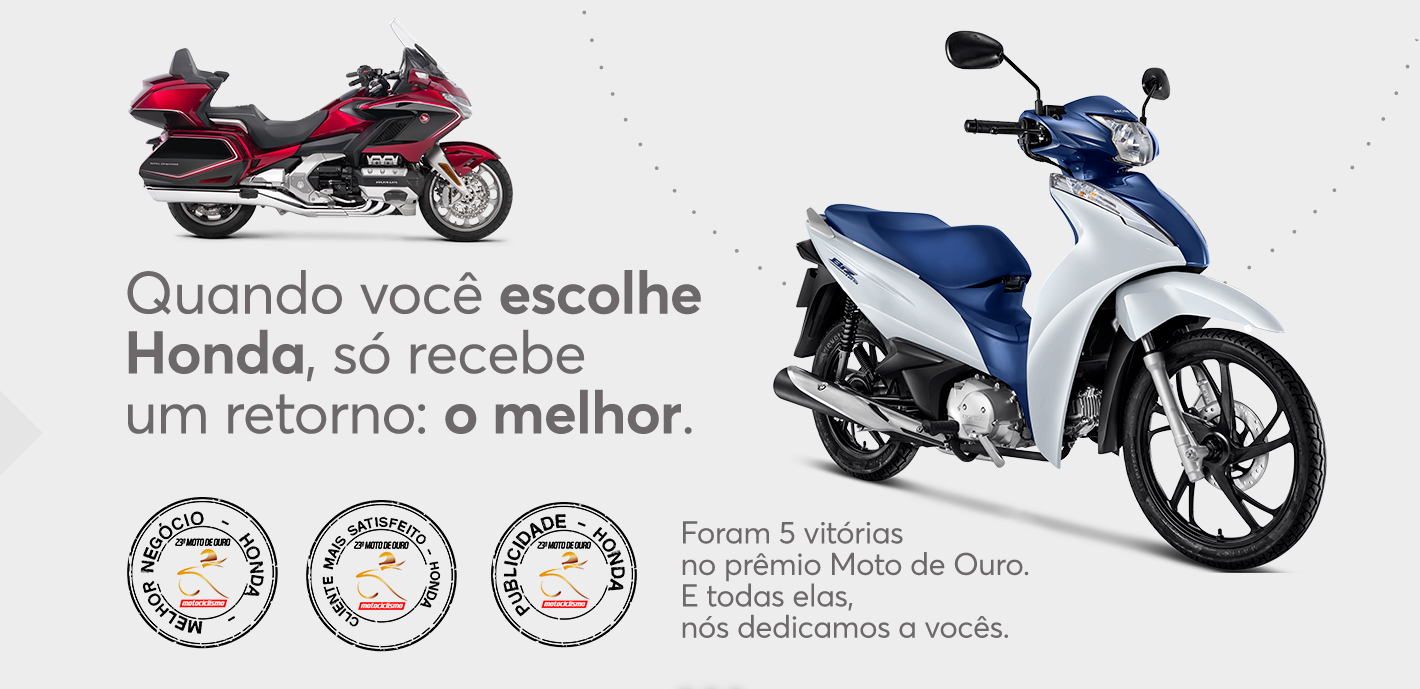 Quando você escolhe
Honda, só recebe
um retorno: o melhor.
MELHOR NEGÓCIO - HONDA -
23º MOTO DE OURO
motociclismo
CLIENTE MAIS SATISFEITO - HONDA
23º MOTO DE OURO
motociclismo
PUBLICIDADE - HONDA
23º MOTO DE OURO
motociclismo
Foram 5 vitórias
no prêmio Moto de Ouro.
E todas elas,
nós dedicamos a vocês.
HONDA